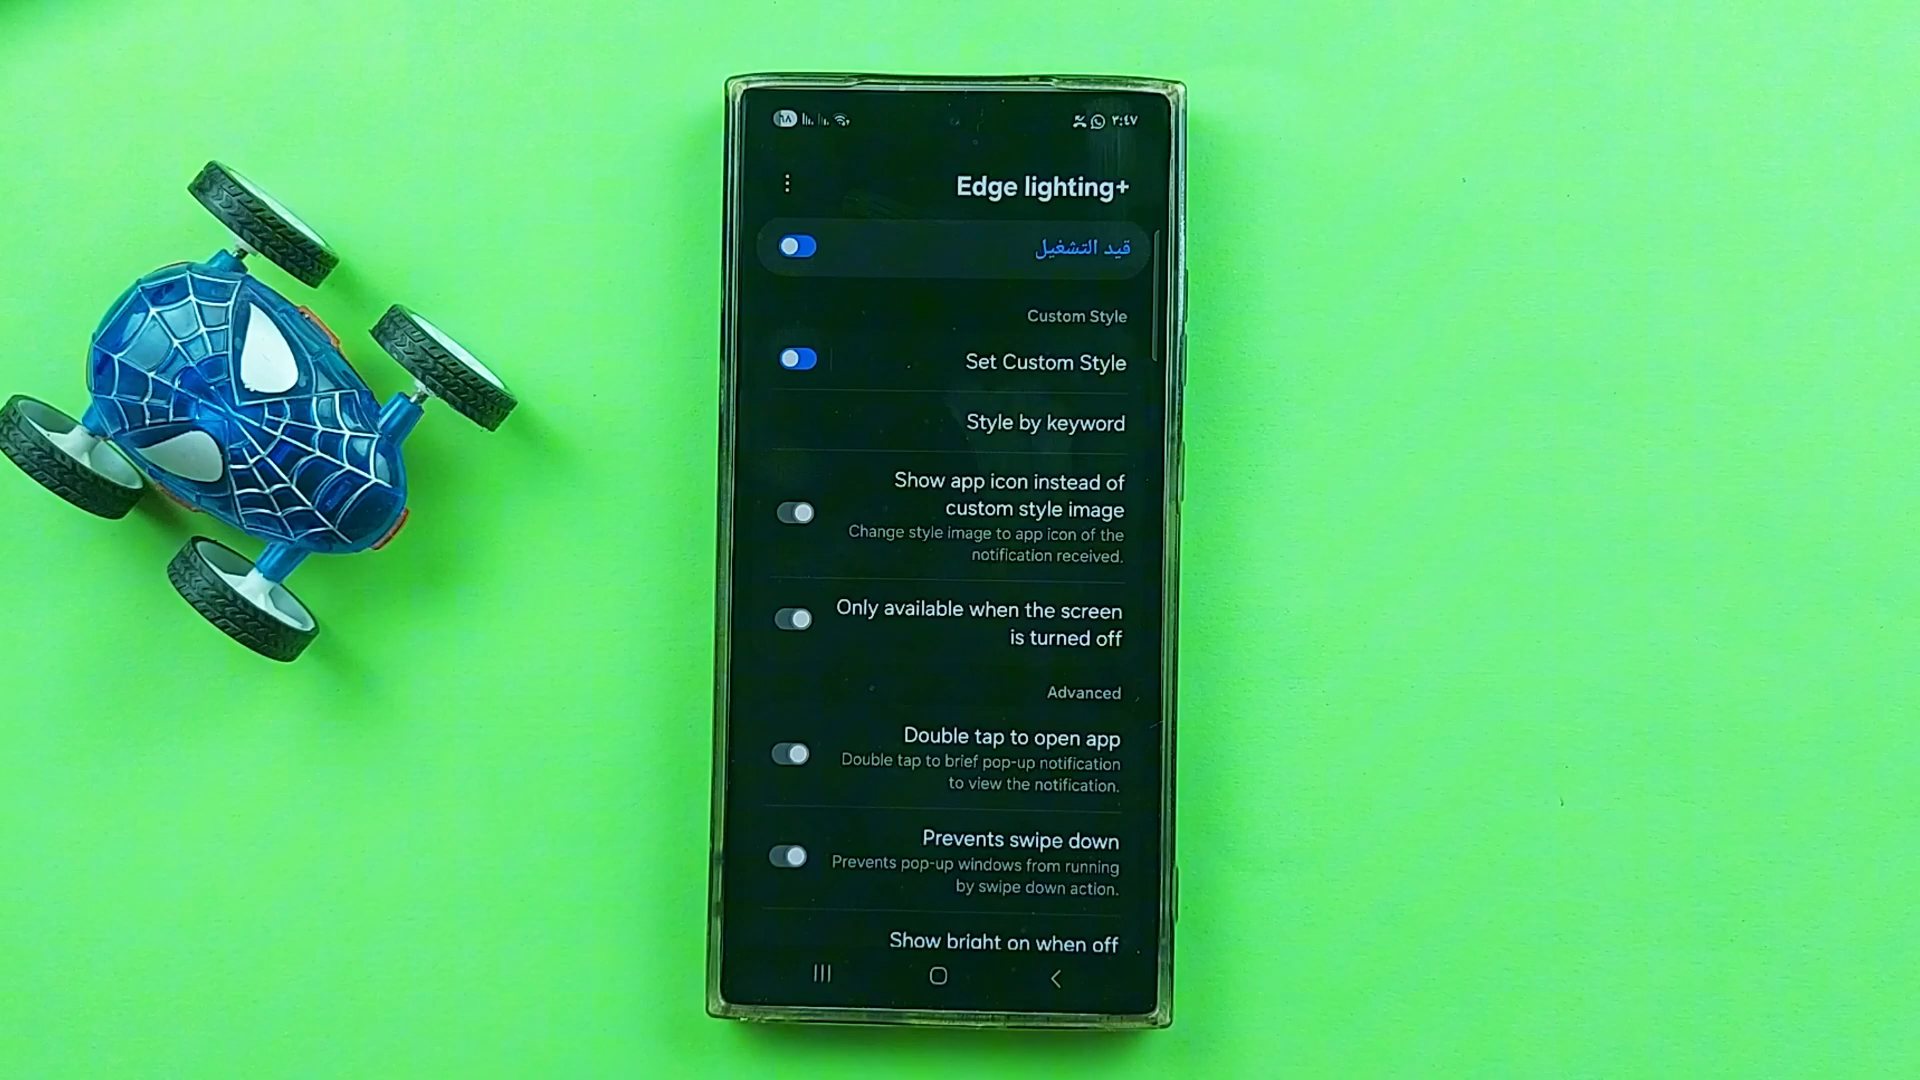 ٦٨ ٣:٤٧
Edge lighting+
قيد التشغيل
Custom Style
Set Custom Style
Style by keyword
Show app icon instead of
custom style image
Change style image to app icon of the
notification received.
Only available when the screen
is turned off
Advanced
Double tap to open app
Double tap to brief pop-up notification
to view the notification.
Prevents swipe down
Prevents pop-up windows from running
by swipe down action.
Show bright on when off